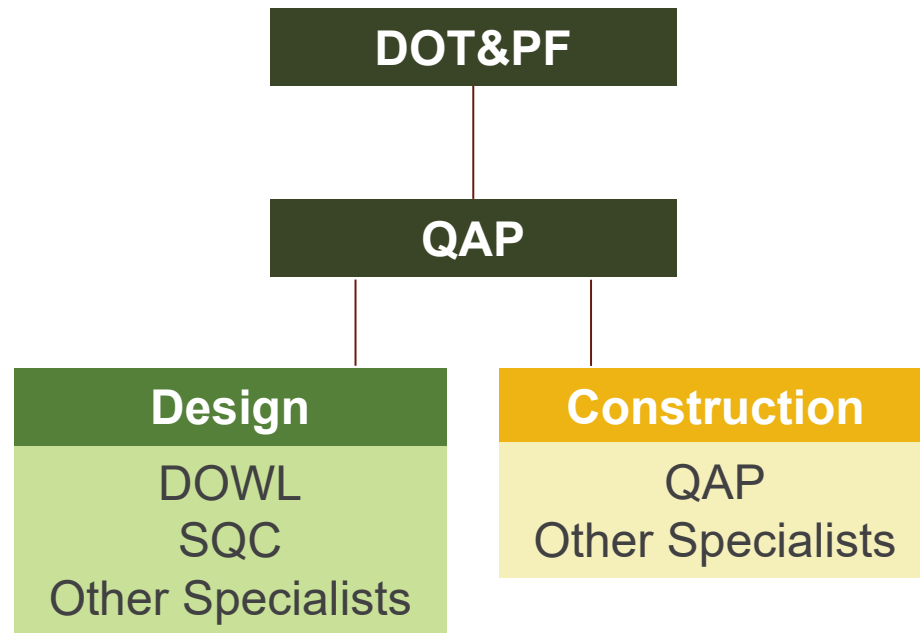 DOT&PF
QAP
Design
DOWL
SQC
Other Specialists
Construction
QAP
Other Specialists